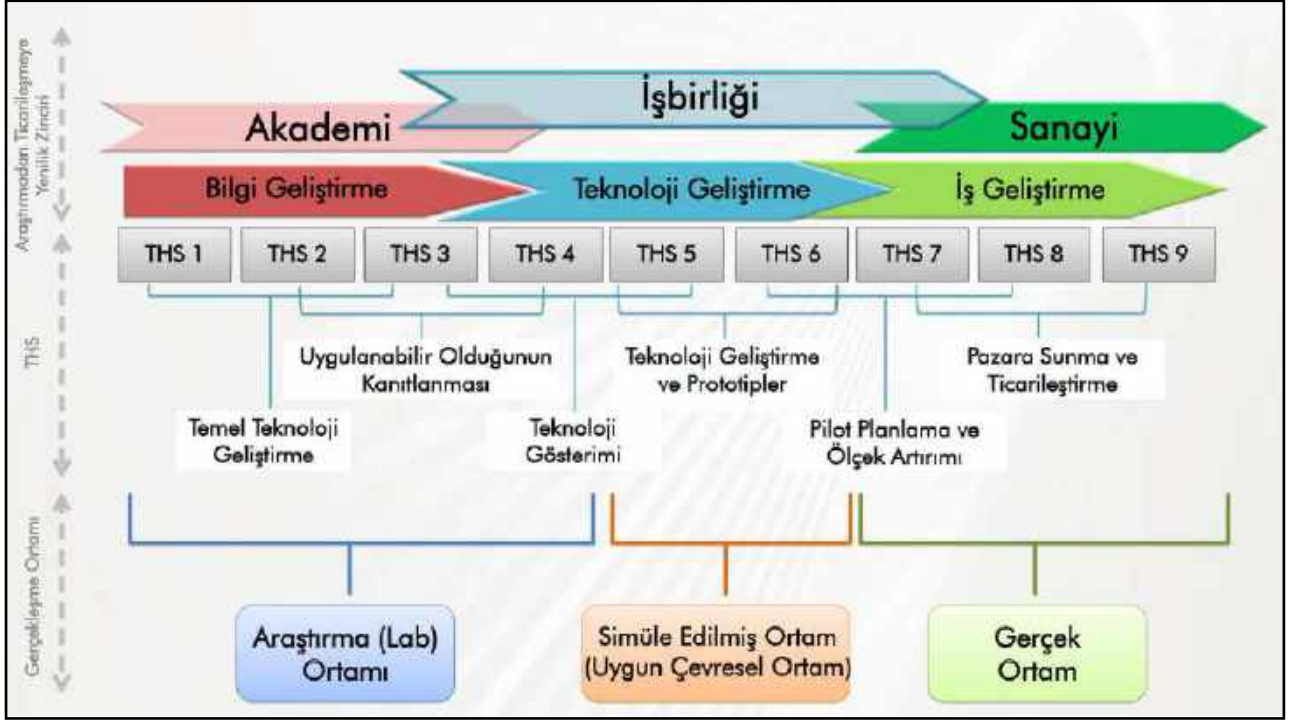 Araştırmadan Ticarileşmeye
Yenilik Zinciri
İşbirliği
Akademi
Sanayi
Bilgi Geliştirme
Teknoloji Geliştirme
İş Geliştirme
THS
THS 1
THS 2
THS 3
THS 4
THS 5
THS 6
THS 7
THS 8
THS 9
Uygulanabilir Olduğunun
Kanıtlanması
Teknoloji Geliştirme
ve Prototipler
Pazara Sunma ve
Ticarileştirme
Temel Teknoloji
Geliştirme
Teknoloji
Gösterimi
Pilot Planlama ve
Ölçek Artırımı
Gerçekleşme Ortamı
Araştırma (Lab)
Ortamı
Simüle Edilmiş Ortam
(Uygun Çevresel Ortam)
Gerçek
Ortam